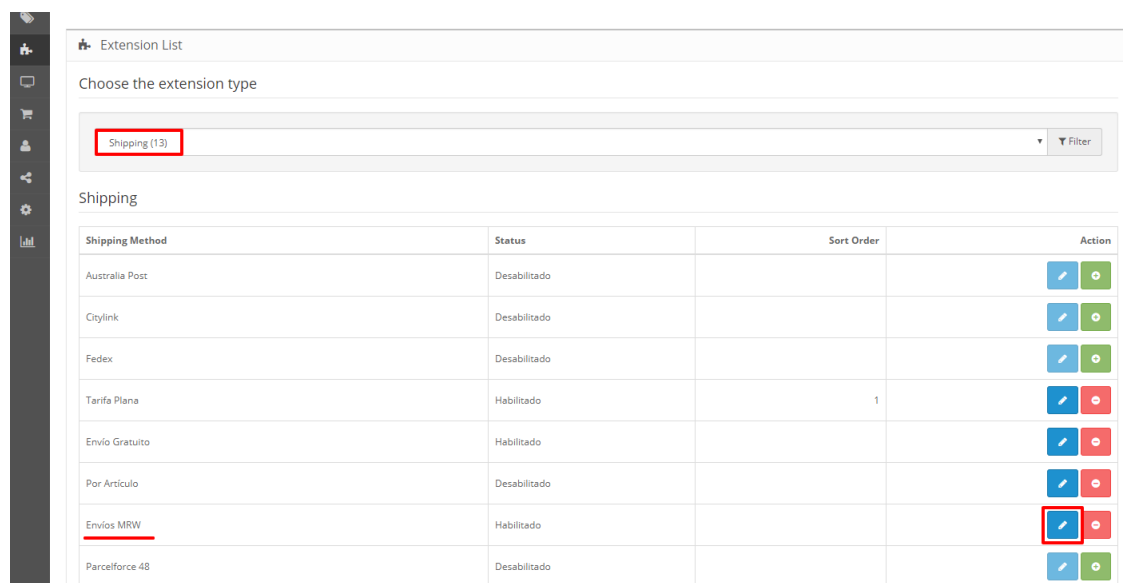 Extension List
Choose the extension type
Shipping (13) Filter
Shipping
Shipping Method Status Sort Order Action
Australia Post Desabilitado
Citylink Desabilitado
Fedex Desabilitado
Tarifa Plana Habilitado 1
Envío Gratuito Habilitado
Por Artículo Desabilitado
Envíos MRW Habilitado
Parcelforce 48 Desabilitado